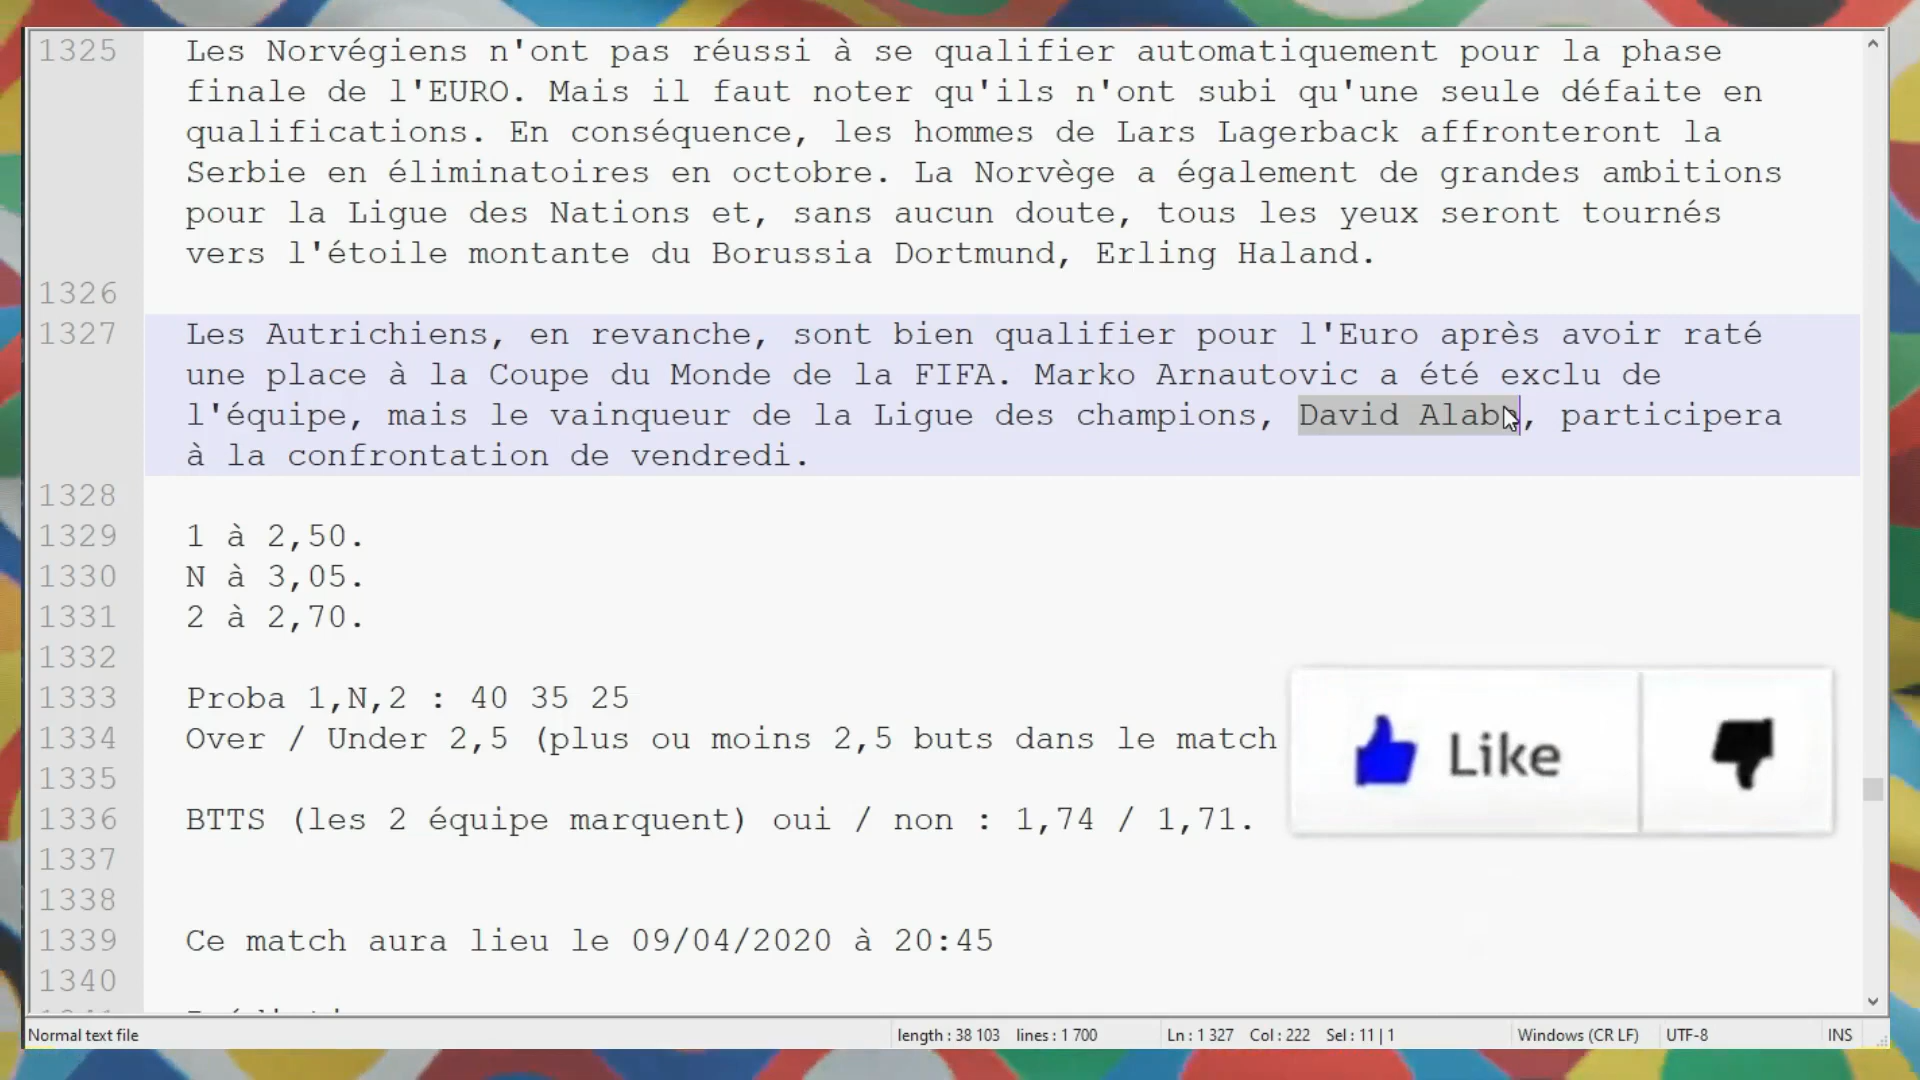 1325 Les Norvégiens n'ont pas réussi à se qualifier automatiquement pour la phase
finale de l'EURO. Mais il faut noter qu'ils n'ont subi qu'une seule défaite en
qualifications. En conséquence, les hommes de Lars Lagerback affronteront la
Serbie en éliminatoires en octobre. La Norvège a également de grandes ambitions
pour la Ligue des Nations et, sans aucun doute, tous les yeux seront tournés
vers l'étoile montante du Borussia Dortmund, Erling Haland.
1326
1327 Les Autrichiens, en revanche, sont bien qualifier pour l'Euro après avoir raté
une place à la Coupe du Monde de la FIFA. Marko Arnautovic a été exclu de
l'équipe, mais le vainqueur de la Ligue des champions, David Alaba, participera
à la confrontation de vendredi.
1328
1329 1 à 2,50.
1330 N à 3,05.
1331 2 à 2,70.
1332
1333 Proba 1,N,2 : 40 35 25
1334 Over / Under 2,5 (plus ou moins 2,5 buts dans le match
1335
1336 BTTS (les 2 équipe marquent) oui / non : 1,74 / 1,71.
Like
1337
1338
1339 Ce match aura lieu le 09/04/2020 à 20:45
1340
Normal text file length : 38 103 lines : 1 700 Ln : 1 327 Col : 222 Sel : 11 | 1 Windows (CR LF) UTF-8 INS